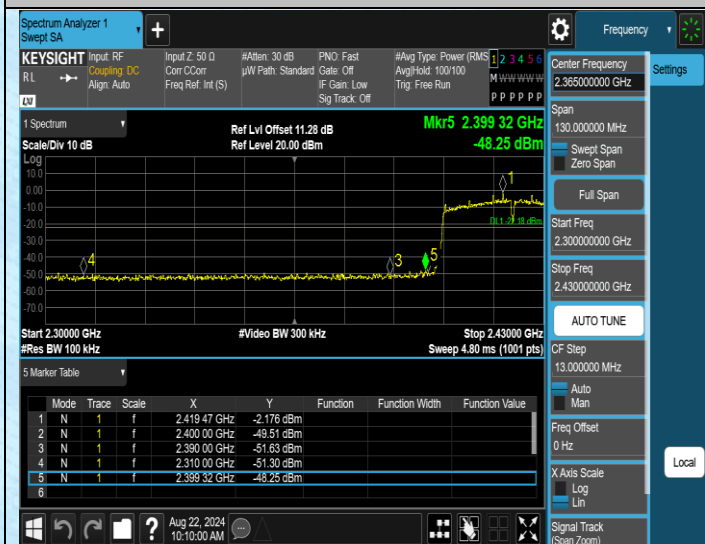 Spectrum Analyzer 1
Swept SA
Frequency
KEYSIGHT
RL
LXI
Input: RF
Coupling: DC
Align: Auto
Input Z: 50 Ω
Corr CCorr
Freq Ref: Int (S)
#Atten: 30 dB
µW Path: Standard
PNO: Fast
Gate: Off
IF Gain: Low
Sig Track: Off
#Avg Type: Power (RMS
Avg|Hold: 100/100
Trig: Free Run
1 2 3 4 5 6
M W W W W W
P P P P P P
1 Spectrum
Scale/Div 10 dB
Ref Lvl Offset 11.28 dB
Ref Level 20.00 dBm
Mkr5 2.399 32 GHz
-48.25 dBm
Log
10.0
0.00
-10.0
-20.0
-30.0
-40.0
-50.0
-60.0
-70.0
1
4
3
5
Start 2.30000 GHz
#Video BW 300 kHz
Stop 2.43000 GHz
#Res BW 100 kHz
Sweep 4.80 ms (1001 pts)
5 Marker Table
Mode Trace Scale X Y Function Function Width Function Value
1 N 1 f 2.419 47 GHz -2.176 dBm
2 N 1 f 2.400 00 GHz -49.51 dBm
3 N 1 f 2.390 00 GHz -51.63 dBm
4 N 1 f 2.310 00 GHz -51.30 dBm
5 N 1 f 2.399 32 GHz -48.25 dBm
6
Aug 22, 2024
10:10:00 AM
Center Frequency
2.365000000 GHz
Settings
Span
130.000000 MHz
Swept Span
Zero Span
Full Span
Start Freq
2.300000000 GHz
Stop Freq
2.430000000 GHz
AUTO TUNE
CF Step
13.000000 MHz
Auto
Man
Freq Offset
0 Hz
Local
X Axis Scale
Log
Lin
Signal Track
(Span Zoom)